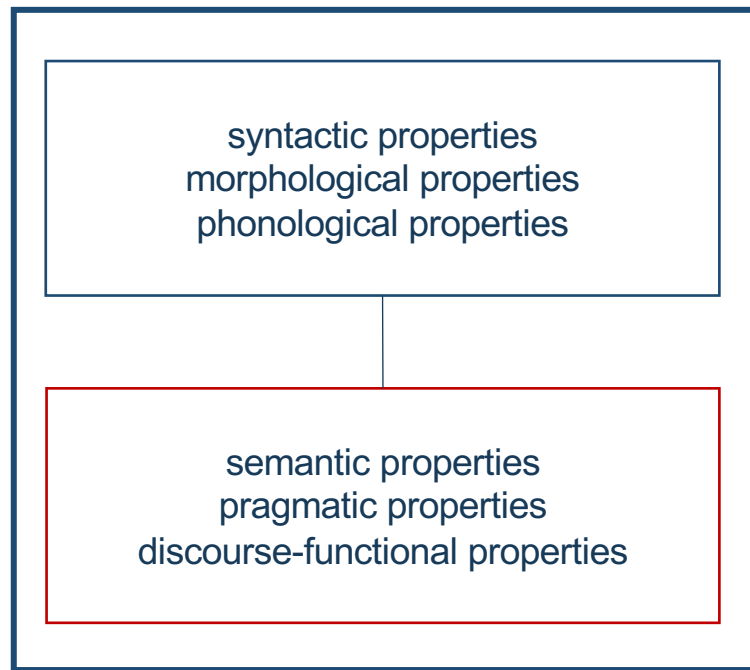 syntactic properties
morphological properties
phonological properties
semantic properties
pragmatic properties
discourse-functional properties